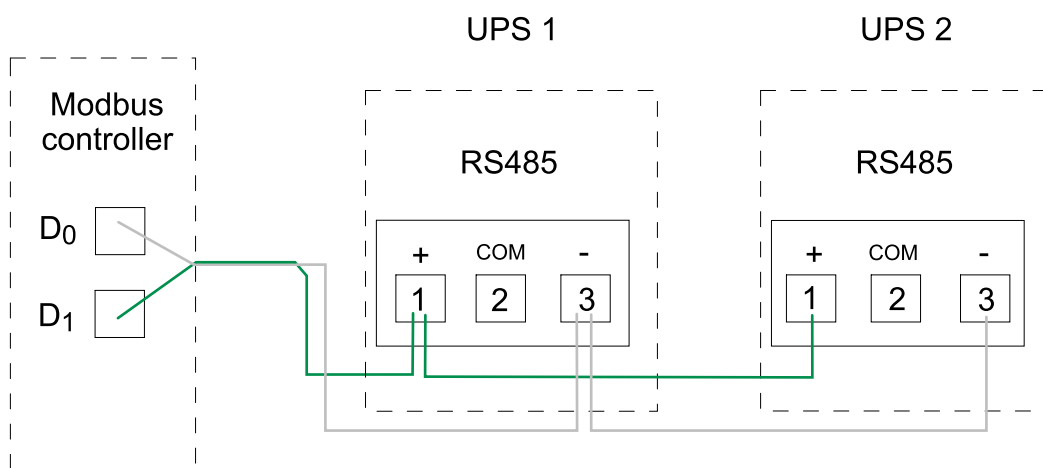 UPS 1
UPS 2
Modbus
controller
RS485
RS485
D0
D1
+ COM -
1 2 3
+ COM -
1 2 3